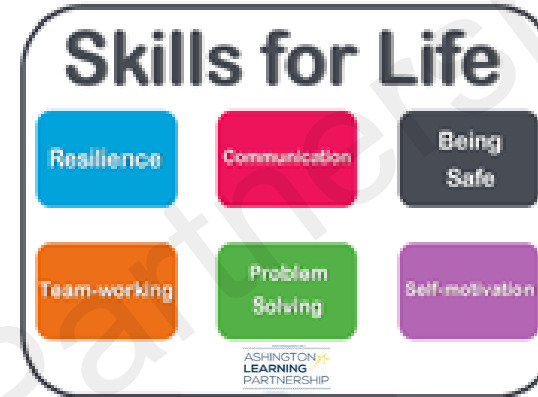 Skills for Life
Resilience
Communication
Being
Safe
Team-working
Problem
Solving
Self-motivation
ASHINGTON
LEARNING
PARTNERSHIP